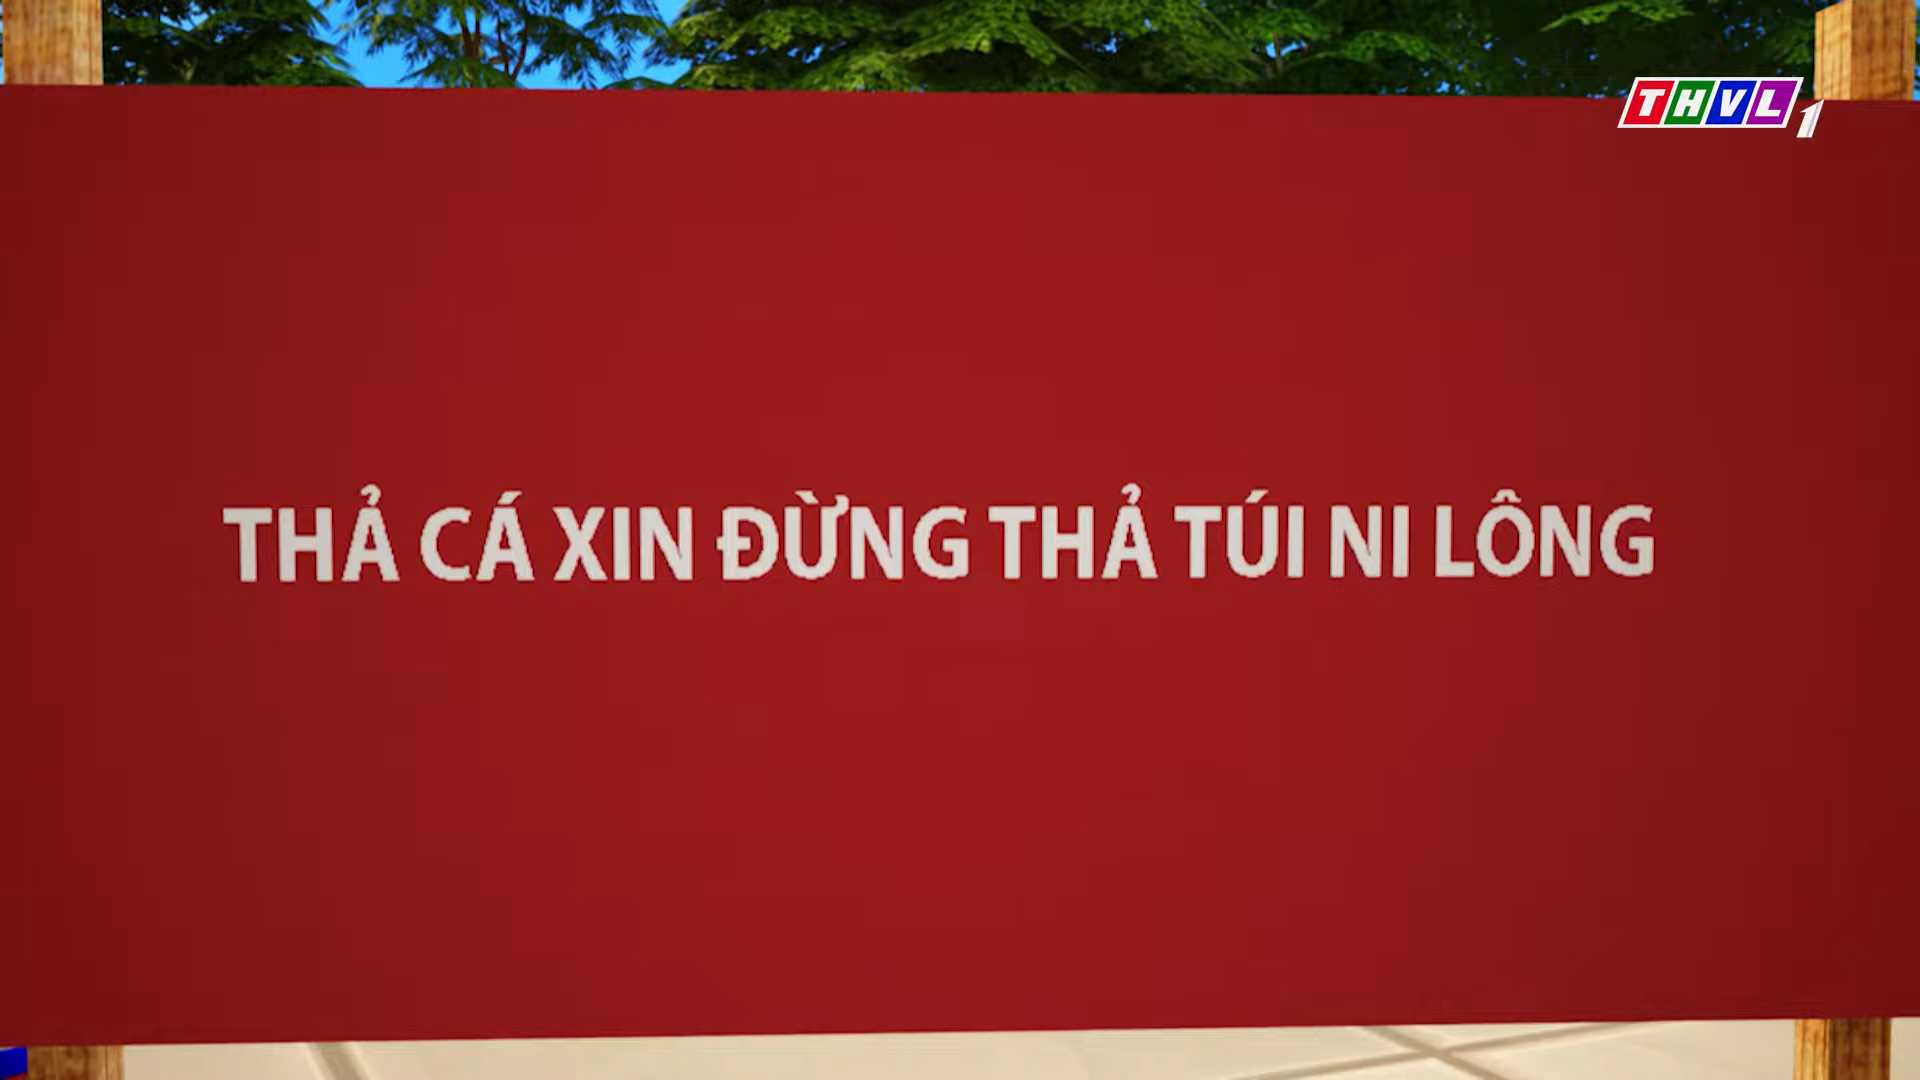 THVL1
THẢ CÁ XIN ĐỪNG THẢ TÚI NI LÔNG